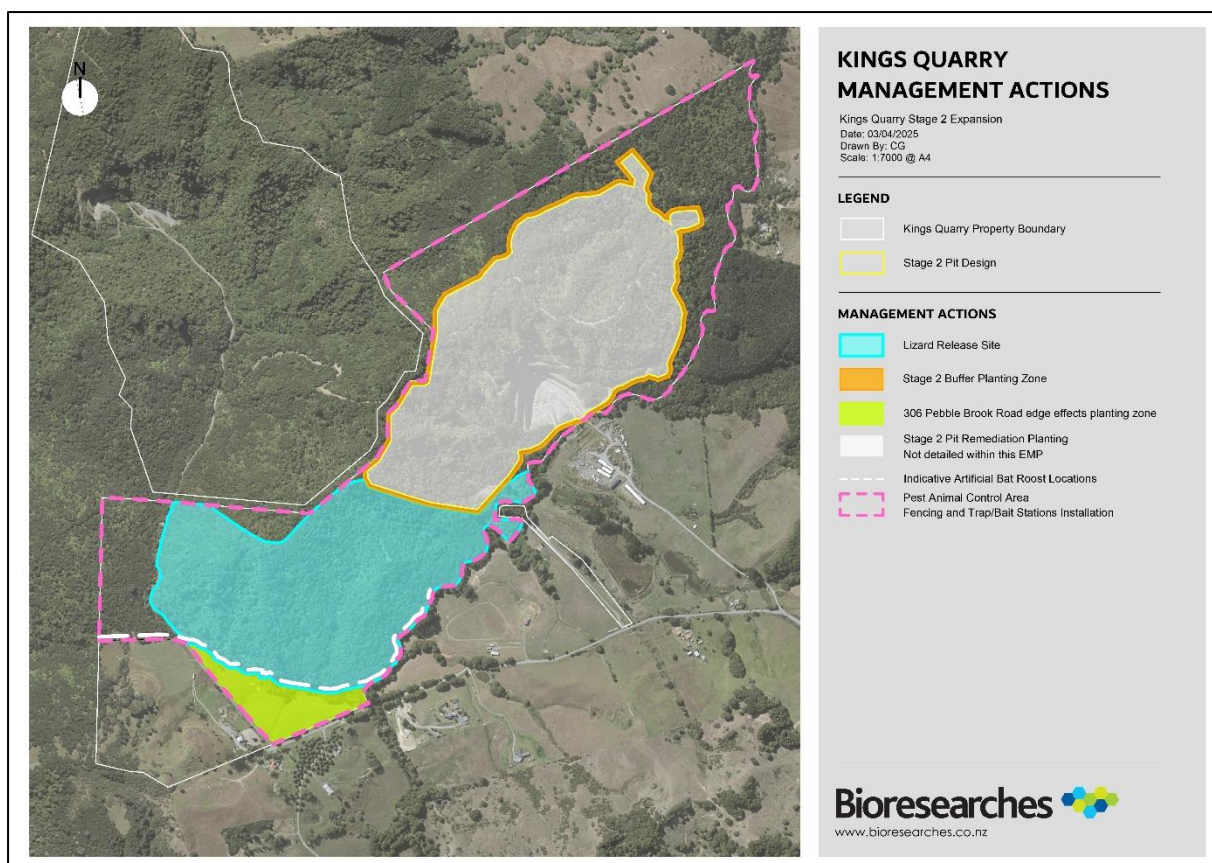 N
KINGS QUARRY
MANAGEMENT ACTIONS
Kings Quarry Stage 2 Expansion
Date: 03/04/2025
Drawn By: CG
Scale: 1:7000 @ A4
LEGEND
Kings Quarry Property Boundary
Stage 2 Pit Design
MANAGEMENT ACTIONS
Lizard Release Site
Stage 2 Buffer Planting Zone
306 Pebble Brook Road edge effects planting zone
Stage 2 Pit Remediation Planting
Not detailed within this EMP
Indicative Artificial Bat Roost Locations
Pest Animal Control Area
Fencing and Trap/Bait Stations Installation
Bioresearches
www.bioresearches.co.nz